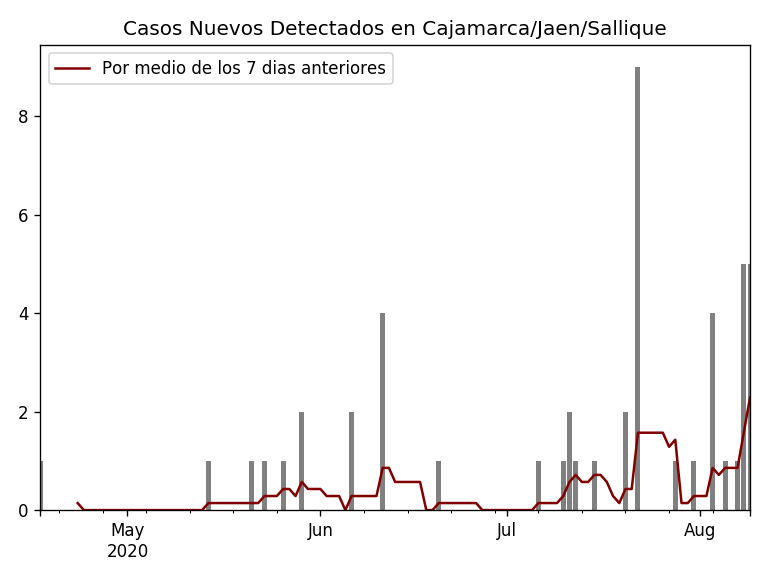 Casos Nuevos Detectados en Cajamarca/Jaen/Sallique
Por medio de los 7 dias anteriores
8
6
4
2
0
May Jun Jul Aug
2020